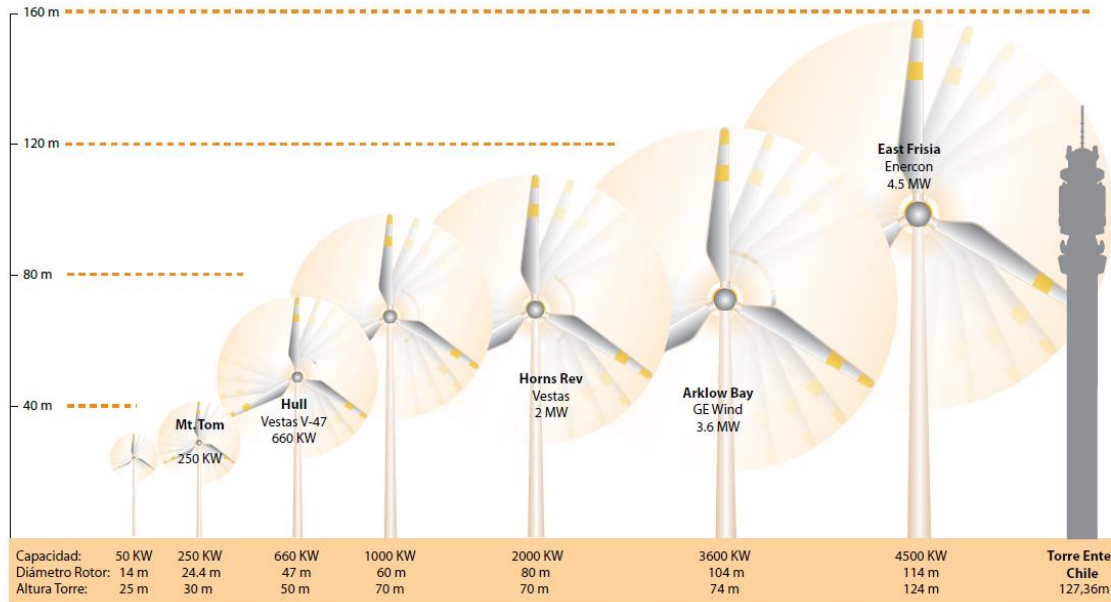 160 m
120 m
80 m
40 m
East Frisia
Enercon
4.5 MW
Arklow Bay
GE Wind
3.6 MW
Horns Rev
Vestas
2 MW
Hull
Vestas V-47
660 KW
Mt. Tom
250 KW
Capacidad: 50 KW 250 KW 660 KW 1000 KW 2000 KW 3600 KW 4500 KW Torre Ente
Diámetro Rotor: 14 m 24.4 m 47 m 60 m 80 m 104 m 114 m Chile
Altura Torre: 25 m 30 m 50 m 70 m 70 m 74 m 124 m 127,36m